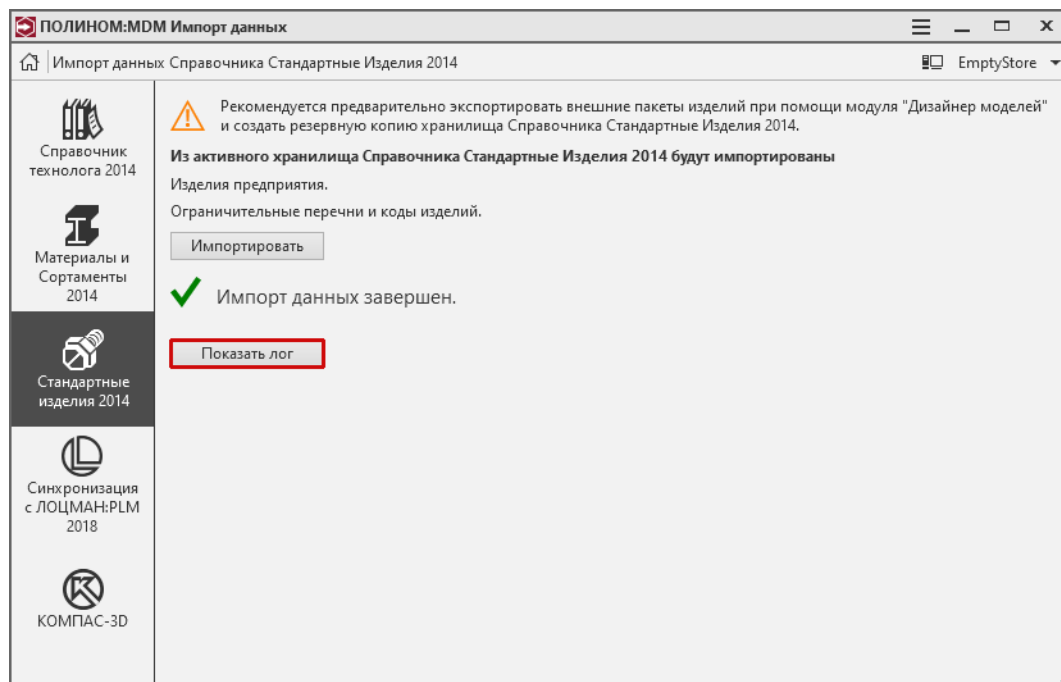 ПОЛИНОМ:MDM Импорт данных
Импорт данных Справочника Стандартные Изделия 2014
EmptyStore
Справочник
технолога 2014
Материалы и
Сортаменты
2014
Стандартные
изделия 2014
Синхронизация
с ЛОЦМАН:PLM
2018
КОМПАС-3D
Рекомендуется предварительно экспортировать внешние пакеты изделий при помощи модуля "Дизайнер моделей"
и создать резервную копию хранилища Справочника Стандартные Изделия 2014.
Из активного хранилища Справочника Стандартные Изделия 2014 будут импортированы
Изделия предприятия.
Ограничительные перечни и коды изделий.
Импортировать
Импорт данных завершен.
Показать лог